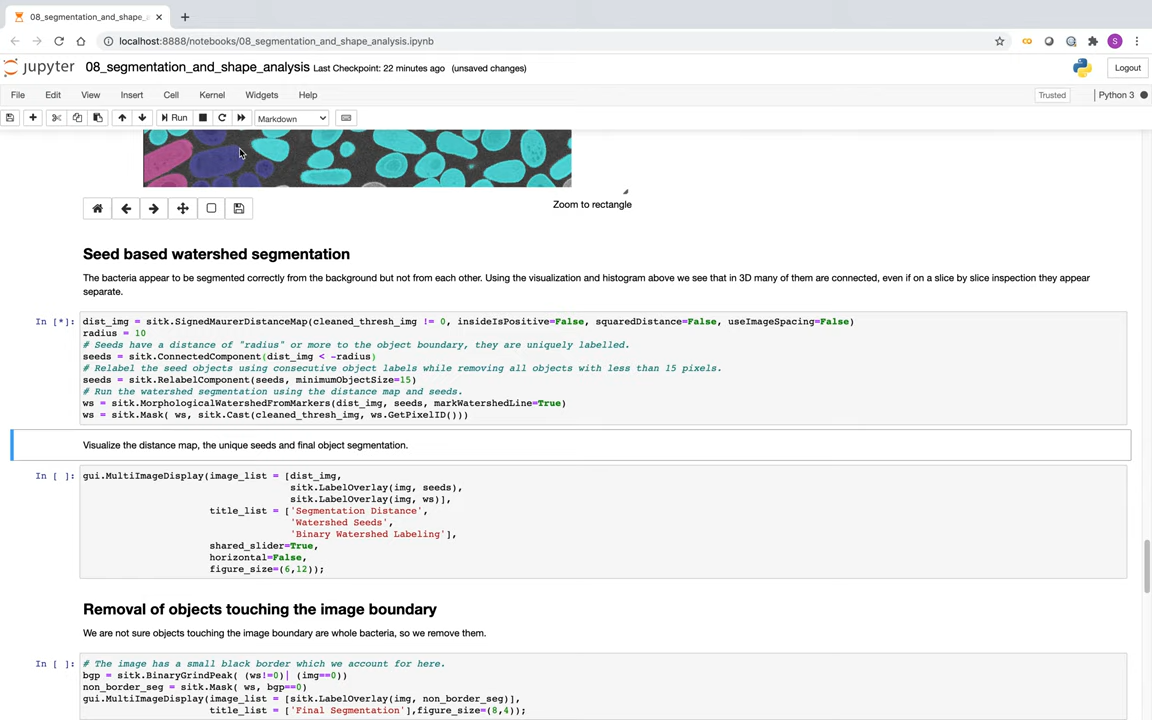 08_segmentation_and_shape_a
localhost:8888/notebooks/08_segmentation_and_shape_analysis.ipynb
S
jupyter 08_segmentation_and_shape_analysis Last Checkpoint: 22 minutes ago (unsaved changes)
Logout
File Edit View Insert Cell Kernel Widgets Help
Trusted Python 3
Run Markdown
Zoom to rectangle
Seed based watershed segmentation
The bacteria appear to be segmented correctly from the background but not from each other. Using the visualization and histogram above we see that in 3D many of them are connected, even if on a slice by slice inspection they appear
separate.
In [*]: dist_img = sitk.SignedMaurerDistanceMap(cleaned_thresh_img != 0, insideIsPositive=False, squaredDistance=False, useImageSpacing=False)
radius = 10
# Seeds have a distance of "radius" or more to the object boundary, they are uniquely labelled.
seeds = sitk.ConnectedComponent(dist_img < -radius)
# Relabel the seed objects using consecutive object labels while removing all objects with less than 15 pixels.
seeds = sitk.RelabelComponent(seeds, minimumObjectSize=15)
# Run the watershed segmentation using the distance map and seeds.
ws = sitk.MorphologicalWatershedFromMarkers(dist_img, seeds, markWatershedLine=True)
ws = sitk.Mask( ws, sitk.Cast(cleaned_thresh_img, ws.GetPixelID()))
Visualize the distance map, the unique seeds and final object segmentation.
In [ ]: gui.MultiImageDisplay(image_list = [dist_img,
sitk.LabelOverlay(img, seeds),
sitk.LabelOverlay(img, ws)],
title_list = ['Segmentation Distance',
'Watershed Seeds',
'Binary Watershed Labeling'],
shared_slider=True,
horizontal=False,
figure_size=(6,12));
Removal of objects touching the image boundary
We are not sure objects touching the image boundary are whole bacteria, so we remove them.
In [ ]: # The image has a small black border which we account for here.
bgp = sitk.BinaryGrindPeak( (ws!=0)| (img==0))
non_border_seg = sitk.Mask( ws, bgp==0)
gui.MultiImageDisplay(image_list = [sitk.LabelOverlay(img, non_border_seg)],
title_list = ['Final Segmentation'],figure_size=(8,4));